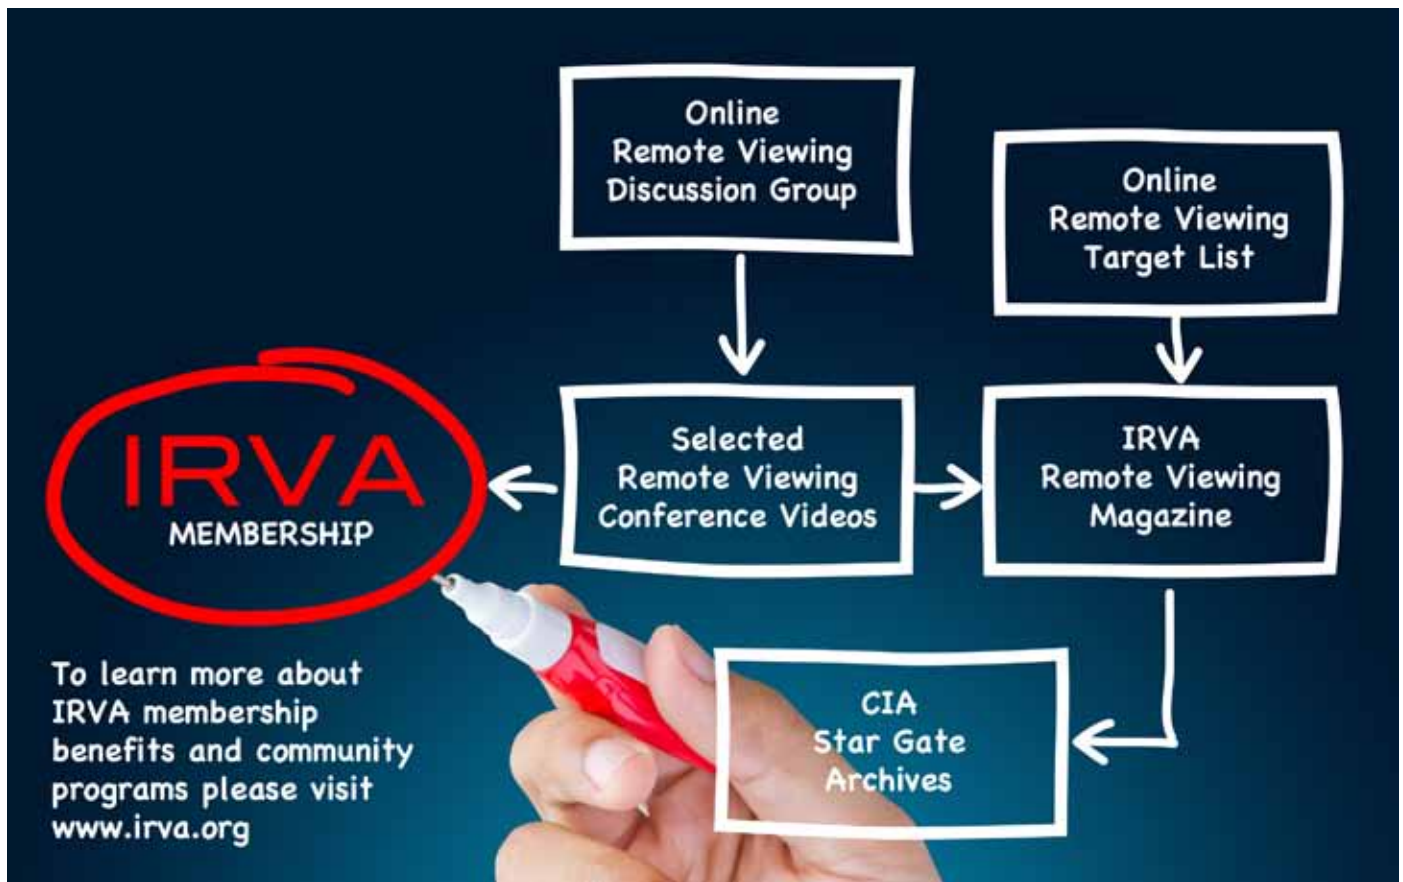 Online
Remote Viewing
Discussion Group
Online
Remote Viewing
Target List
IRVA
MEMBERSHIP
Selected
Remote Viewing
Conference Videos
IRVA
Remote Viewing
Magazine
To learn more about
IRVA membership
benefits and community
programs please visit
www.irva.org
CIA
Star Gate
Archives